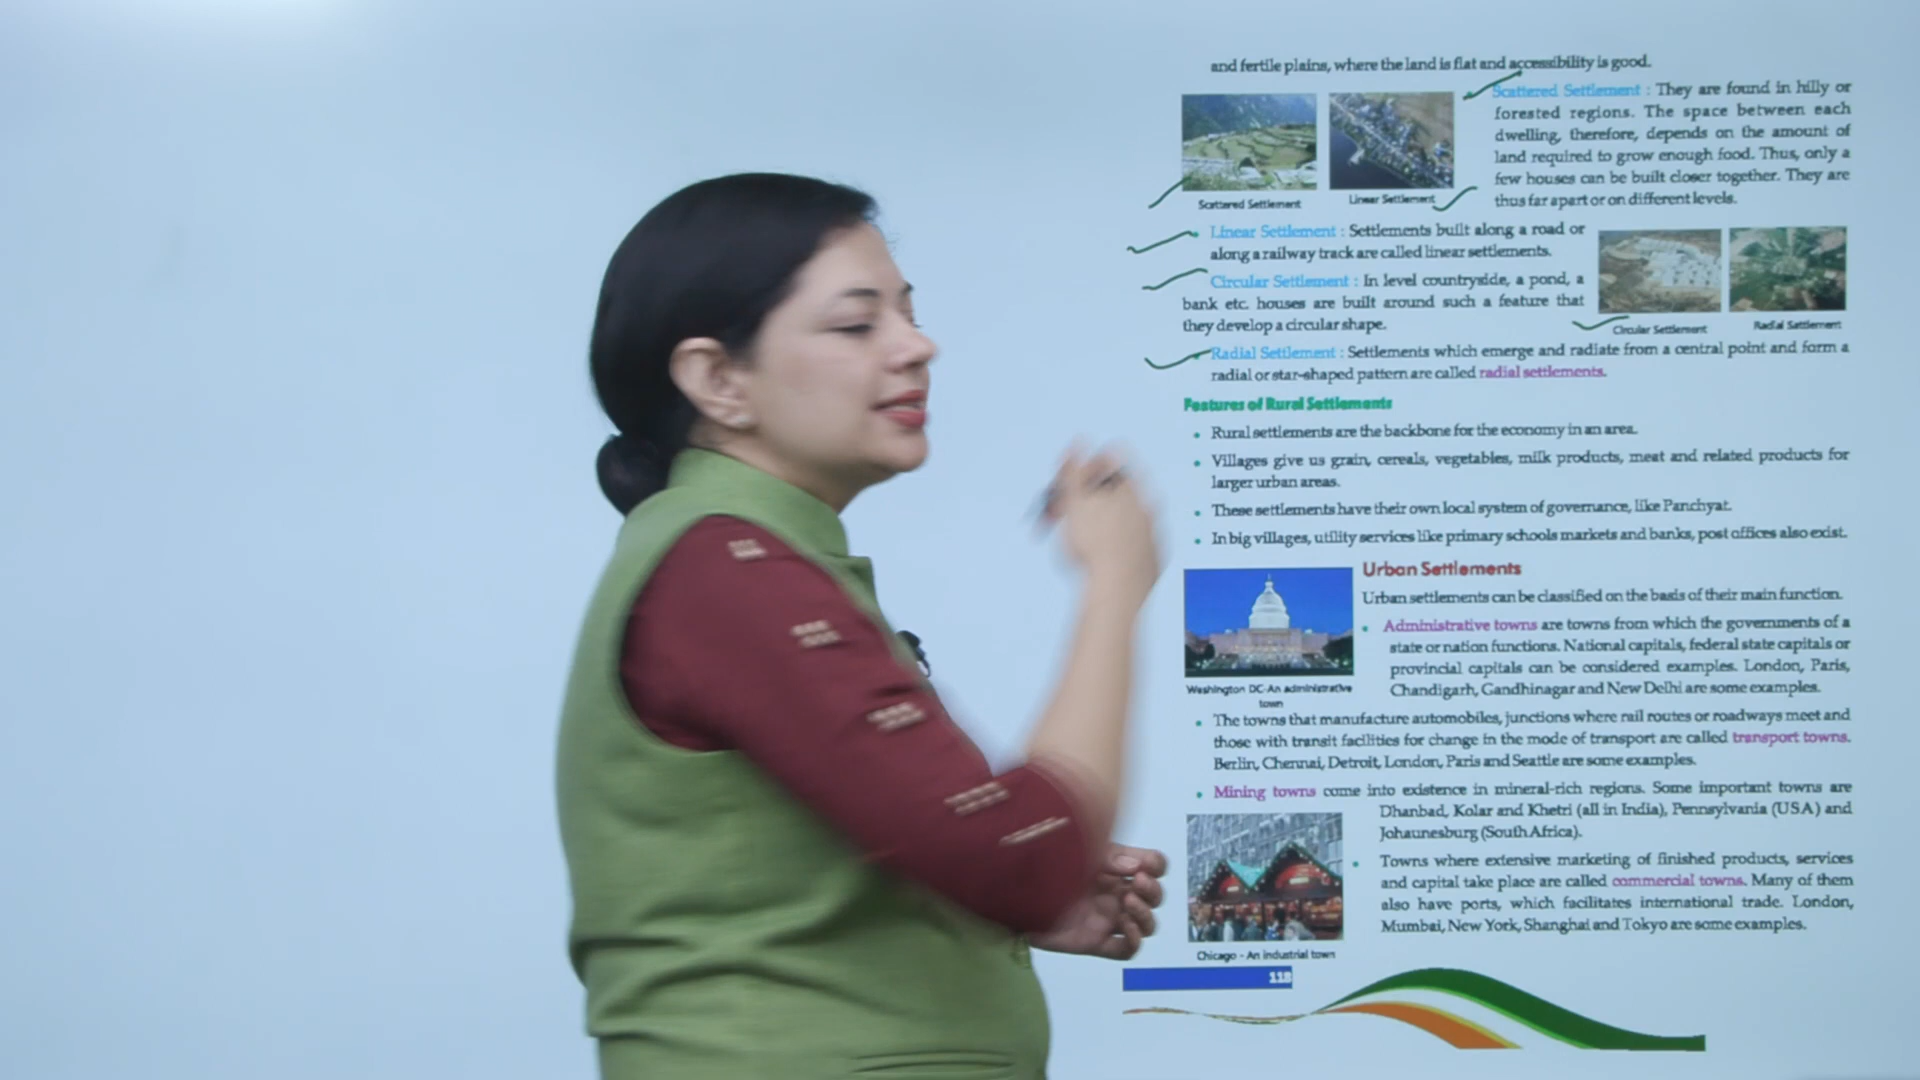 and fertile plains, where the land is flat and accessibility is good.
Scattered Settlement : They are found in hilly or
forested regions. The space between each
dwelling, therefore, depends on the amount of
land required to grow enough food. Thus, only a
few houses can be built closer together. They are
thus far apart or on different levels.
Scattered Settlement
Linear Settlement
Linear Settlement : Settlements built along a road or
along a railway track are called linear settlements.
Circular Settlement : In level countryside, a pond, a
bank etc. houses are built around such a feature that
they develop a circular shape.
Circular Settlement
Radial Settlement
Radial Settlement : Settlements which emerge and radiate from a central point and form a
radial or star-shaped pattern are called radial settlements.
Features of Rural Settlements
Rural settlements are the backbone for the economy in an area.
Villages give us grain, cereals, vegetables, milk products, meat and related products for
larger urban areas.
These settlements have their own local system of governance, like Panchyat.
In big villages, utility services like primary schools markets and banks, post offices also exist.
Urban Settlements
Urban settlements can be classified on the basis of their main function.
Administrative towns are towns from which the governments of a
state or nation functions. National capitals, federal state capitals or
provincial capitals can be considered examples. London, Paris,
Chandigarh, Gandhinagar and New Delhi are some examples.
Washington DC-An administrative
town
The towns that manufacture automobiles, junctions where rail routes or roadways meet and
those with transit facilities for change in the mode of transport are called transport towns.
Berlin, Chennai, Detroit, London, Paris and Seattle are some examples.
Mining towns come into existence in mineral-rich regions. Some important towns are
Dhanbad, Kolar and Khetri (all in India), Pennsylvania (USA) and
Johaunesburg (South Africa).
Towns where extensive marketing of finished products, services
and capital take place are called commercial towns. Many of them
also have ports, which facilitates international trade. London,
Mumbai, New York, Shanghai and Tokyo are some examples.
Chicago - An industrial town
118